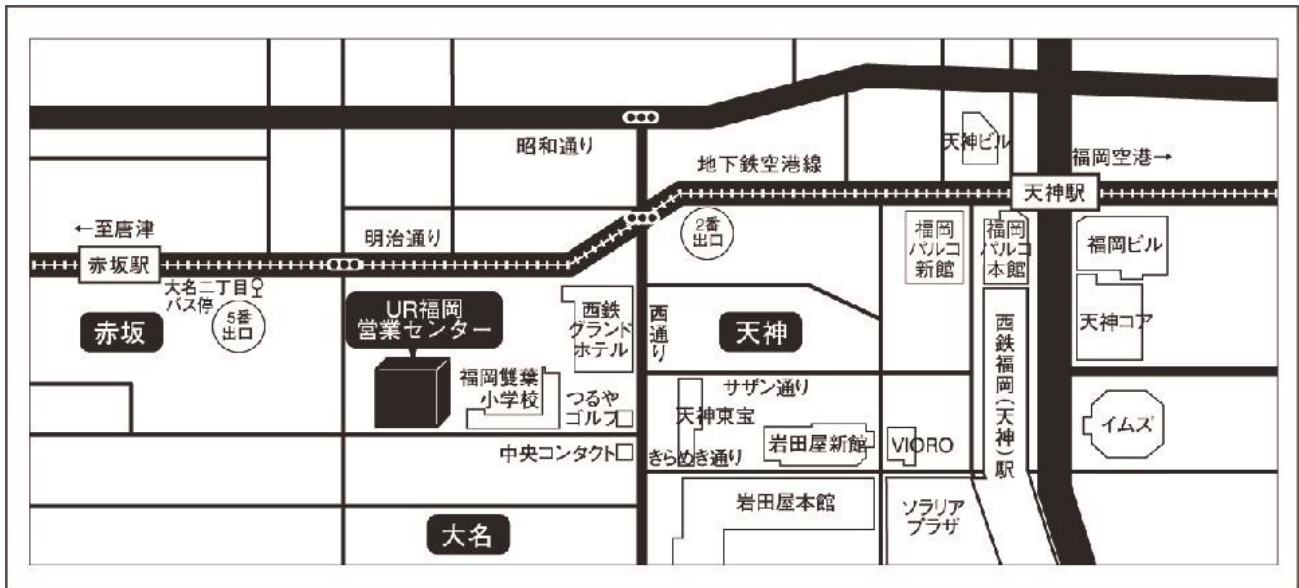 昭和通り
地下鉄空港線
天神ビル
福岡空港→
天神駅
←至唐津
赤坂駅
明治通り
2番
出口
福岡
パルコ
新館
福岡
パルコ
本館
福岡ビル
大名二丁目
バス停
5番
出口
赤坂
UR福岡
営業センター
西鉄
グランド
ホテル
西通り
天神
西鉄福岡(天神)駅
天神コア
福岡雙葉
小学校
つるや
ゴルフ
サザン通り
天神東宝
イムズ
中央コンタクト
きらめき通り
岩田屋新館
VIORO
岩田屋本館
ソラリア
プラザ
大名